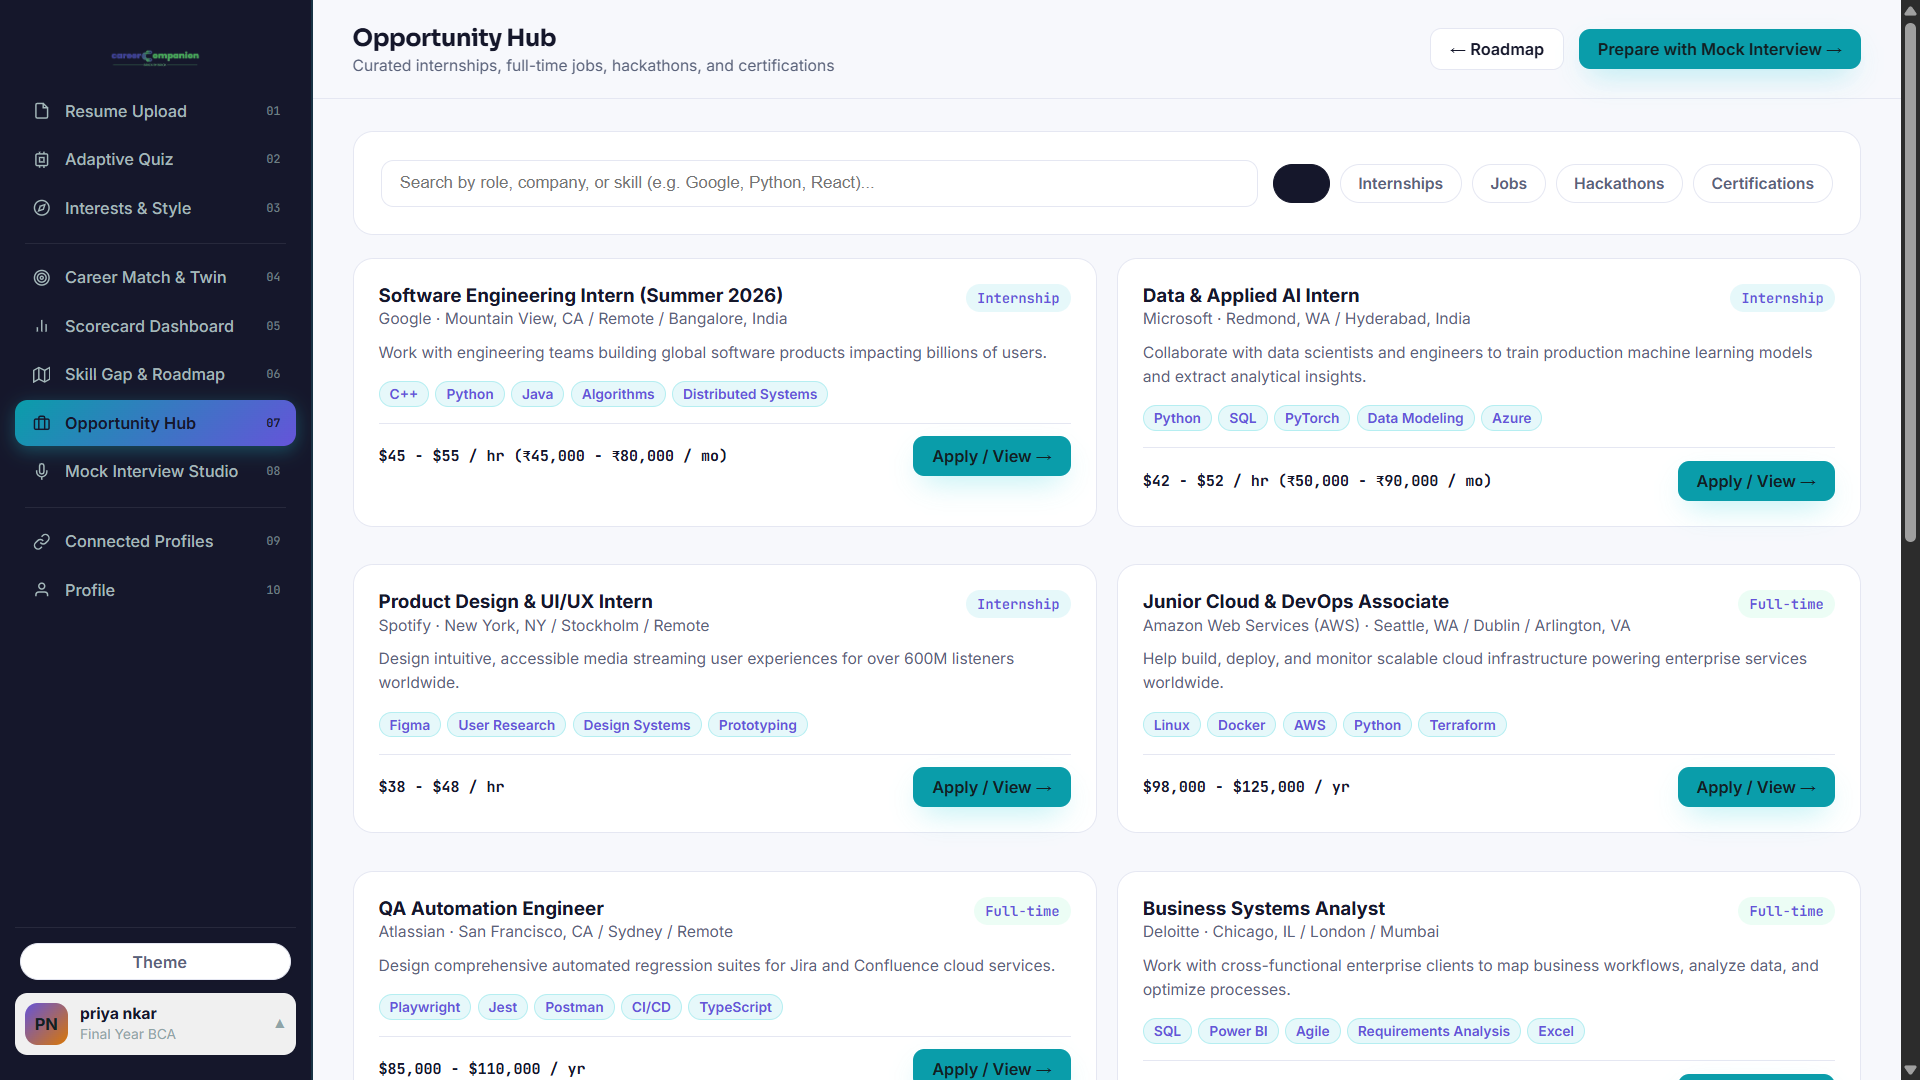 careerCompanion
Resume Upload 01
Adaptive Quiz 02
Interests & Style 03
Career Match & Twin 04
Scorecard Dashboard 05
Skill Gap & Roadmap 06
Opportunity Hub 07
Mock Interview Studio 08
Connected Profiles 09
Profile 10
Theme
PN
priya nkar
Final Year BCA
▲
Opportunity Hub
Curated internships, full-time jobs, hackathons, and certifications
← Roadmap
Prepare with Mock Interview →
Search by role, company, or skill (e.g. Google, Python, React)...
Internships
Jobs
Hackathons
Certifications
Software Engineering Intern (Summer 2026)
Internship
Google · Mountain View, CA / Remote / Bangalore, India
Work with engineering teams building global software products impacting billions of users.
C++ Python Java Algorithms Distributed Systems
$45 - $55 / hr (₹45,000 - ₹80,000 / mo)
Apply / View →
Data & Applied AI Intern
Internship
Microsoft · Redmond, WA / Hyderabad, India
Collaborate with data scientists and engineers to train production machine learning models
and extract analytical insights.
Python SQL PyTorch Data Modeling Azure
$42 - $52 / hr (₹50,000 - ₹90,000 / mo)
Apply / View →
Product Design & UI/UX Intern
Internship
Spotify · New York, NY / Stockholm / Remote
Design intuitive, accessible media streaming user experiences for over 600M listeners
worldwide.
Figma User Research Design Systems Prototyping
$38 - $48 / hr
Apply / View →
Junior Cloud & DevOps Associate
Full-time
Amazon Web Services (AWS) · Seattle, WA / Dublin / Arlington, VA
Help build, deploy, and monitor scalable cloud infrastructure powering enterprise services
worldwide.
Linux Docker AWS Python Terraform
$98,000 - $125,000 / yr
Apply / View →
QA Automation Engineer
Full-time
Atlassian · San Francisco, CA / Sydney / Remote
Design comprehensive automated regression suites for Jira and Confluence cloud services.
Playwright Jest Postman CI/CD TypeScript
$85,000 - $110,000 / yr
Apply / View →
Business Systems Analyst
Full-time
Deloitte · Chicago, IL / London / Mumbai
Work with cross-functional enterprise clients to map business workflows, analyze data, and
optimize processes.
SQL Power BI Agile Requirements Analysis Excel